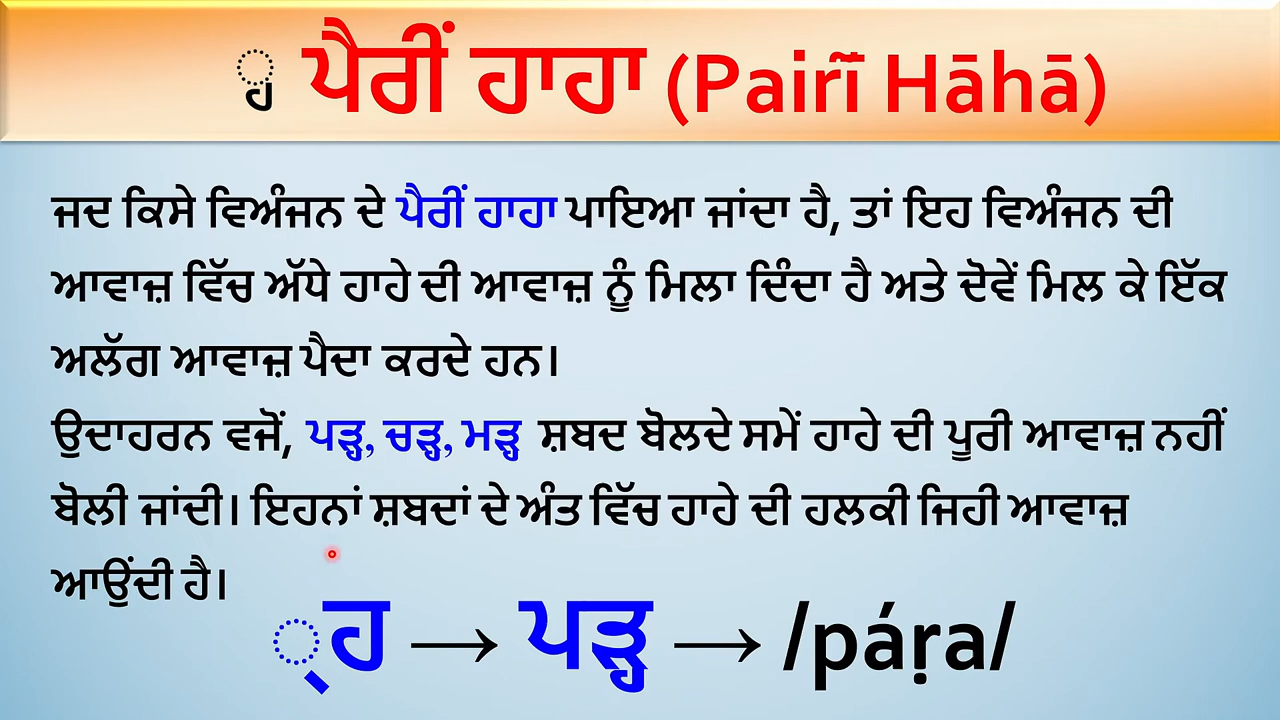 ੍ਹ ਪੈਰੀਂ ਹਾਹਾ (Pairĩ Hāhā)
ਜਦ ਕਿਸੇ ਵਿਅੰਜਨ ਦੇ ਪੈਰੀਂ ਹਾਹਾ ਪਾਇਆ ਜਾਂਦਾ ਹੈ, ਤਾਂ ਇਹ ਵਿਅੰਜਨ ਦੀ
ਆਵਾਜ਼ ਵਿੱਚ ਅੱਧੇ ਹਾਹੇ ਦੀ ਆਵਾਜ਼ ਨੂੰ ਮਿਲਾ ਦਿੰਦਾ ਹੈ ਅਤੇ ਦੋਵੇਂ ਮਿਲ ਕੇ ਇੱਕ
ਅਲੱਗ ਆਵਾਜ਼ ਪੈਦਾ ਕਰਦੇ ਹਨ।
ਉਦਾਹਰਨ ਵਜੋਂ, ਪੜ੍ਹ, ਚੜ੍ਹ, ਮੜ੍ਹ ਸ਼ਬਦ ਬੋਲਦੇ ਸਮੇਂ ਹਾਹੇ ਦੀ ਪੂਰੀ ਆਵਾਜ਼ ਨਹੀਂ
ਬੋਲੀ ਜਾਂਦੀ। ਇਹਨਾਂ ਸ਼ਬਦਾਂ ਦੇ ਅੰਤ ਵਿੱਚ ਹਾਹੇ ਦੀ ਹਲਕੀ ਜਿਹੀ ਆਵਾਜ਼
ਆਉਂਦੀ ਹੈ।
੍ਹ → ਪੜ੍ਹ → /páṛa/